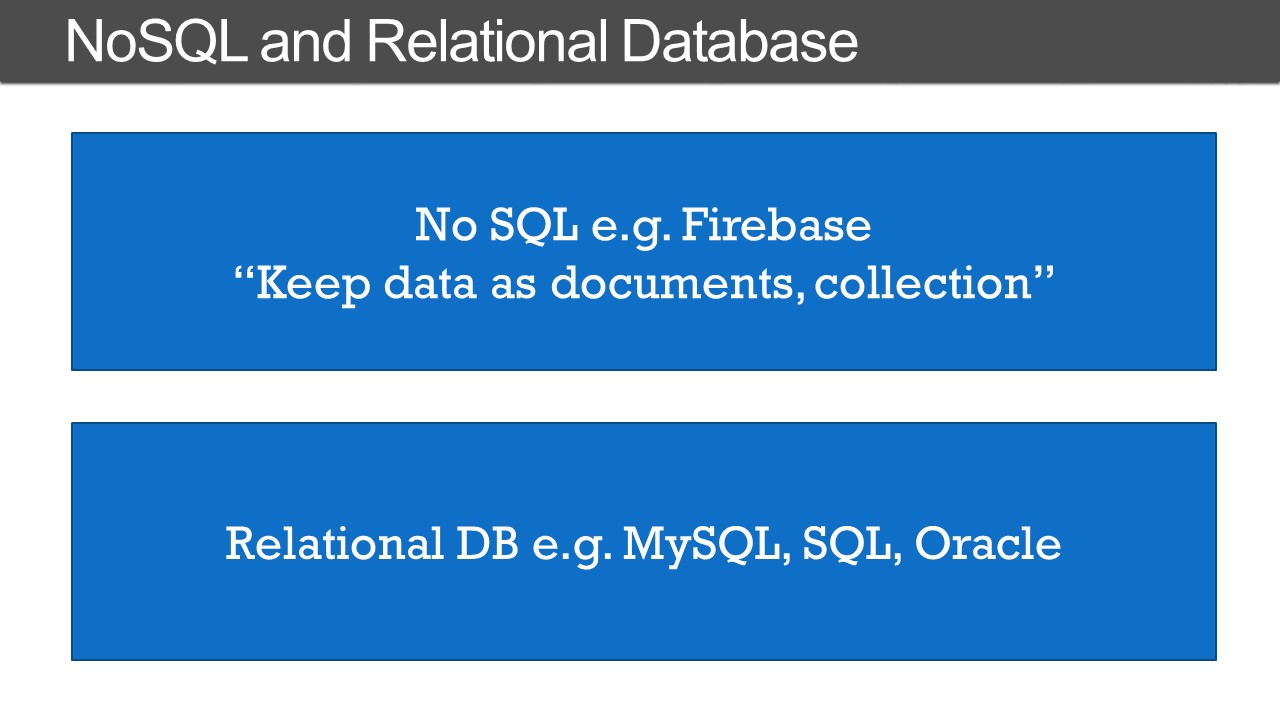 NoSQL and Relational Database
No SQL e.g. Firebase
“Keep data as documents, collection”
Relational DB e.g. MySQL, SQL, Oracle